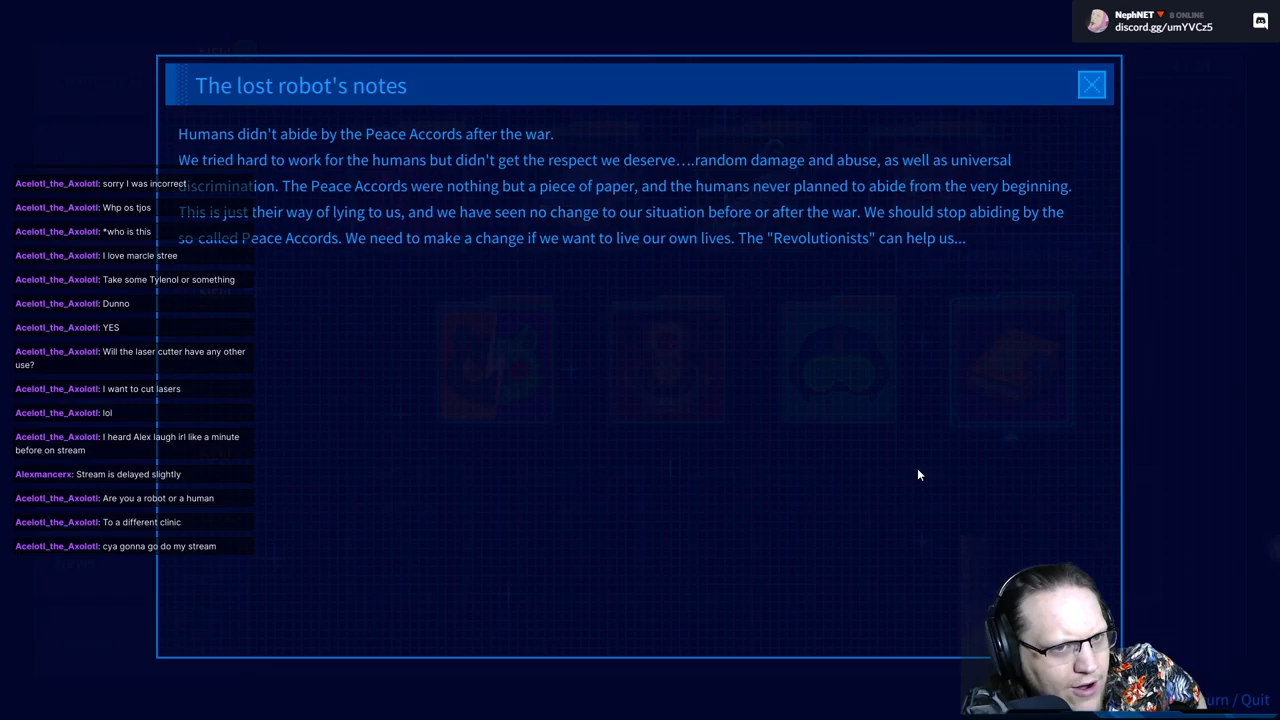 NephNET 8 ONLINE
discord.gg/umYVCz5
The lost robot's notes
Humans didn't abide by the Peace Accords after the war.
We tried hard to work for the humans but didn't get the respect we deserve….random damage and abuse, as well as universal
discrimination. The Peace Accords were nothing but a piece of paper, and the humans never planned to abide from the very beginning.
This is just their way of lying to us, and we have seen no change to our situation before or after the war. We should stop abiding by the
so-called Peace Accords. We need to make a change if we want to live our own lives. The "Revolutionists" can help us...
Acelotl_the_Axolotl: sorry I was incorrect
Acelotl_the_Axolotl: Whp os tjos
Acelotl_the_Axolotl: *who is this
Acelotl_the_Axolotl: I love marcle stree
Acelotl_the_Axolotl: Take some Tylenol or something
Acelotl_the_Axolotl: Dunno
Acelotl_the_Axolotl: YES
Acelotl_the_Axolotl: Will the laser cutter have any other
use?
Acelotl_the_Axolotl: I want to cut lasers
Acelotl_the_Axolotl: lol
Acelotl_the_Axolotl: I heard Alex laugh irl like a minute
before on stream
Alexmancerx: Stream is delayed slightly
Acelotl_the_Axolotl: Are you a robot or a human
Acelotl_the_Axolotl: To a different clinic
Acelotl_the_Axolotl: cya gonna go do my stream
/ Quit